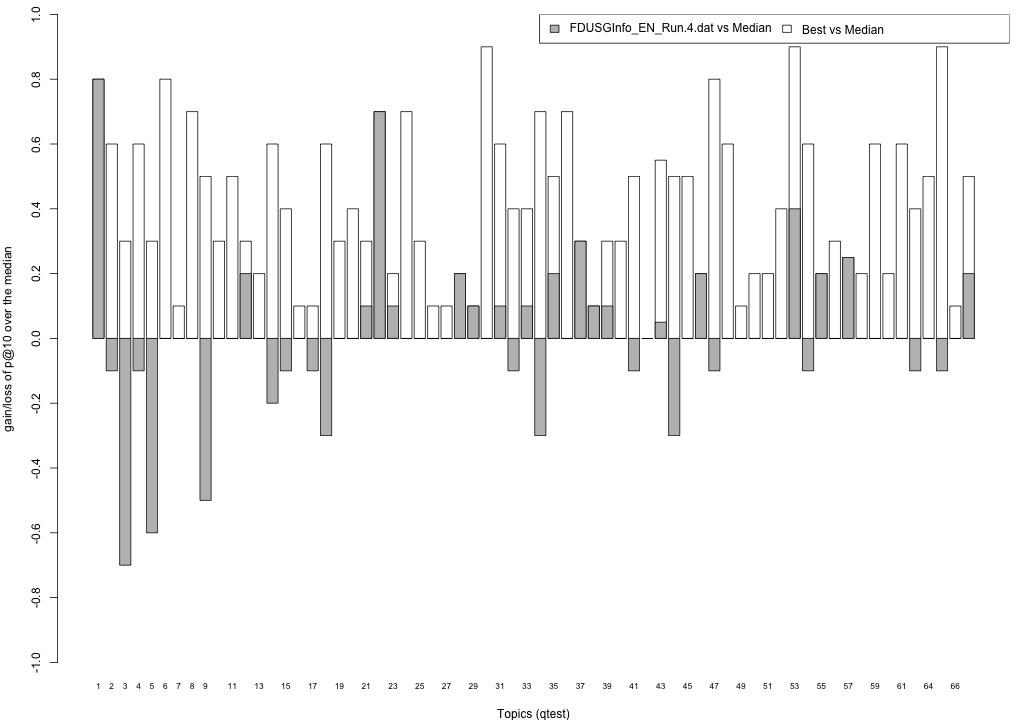 FDUSGInfo_EN_Run.4.dat vs Median Best vs Median
gain/loss of p@10 over the median
1.0
0.8
0.6
0.4
0.2
0.0
-0.2
-0.4
-0.6
-0.8
-1.0
1 2 3 4 5 6 7 8 9 11 13 15 17 19 21 23 25 27 29 31 33 35 37 39 41 43 45 47 49 51 53 55 57 59 61 64 66
Topics (qtest)